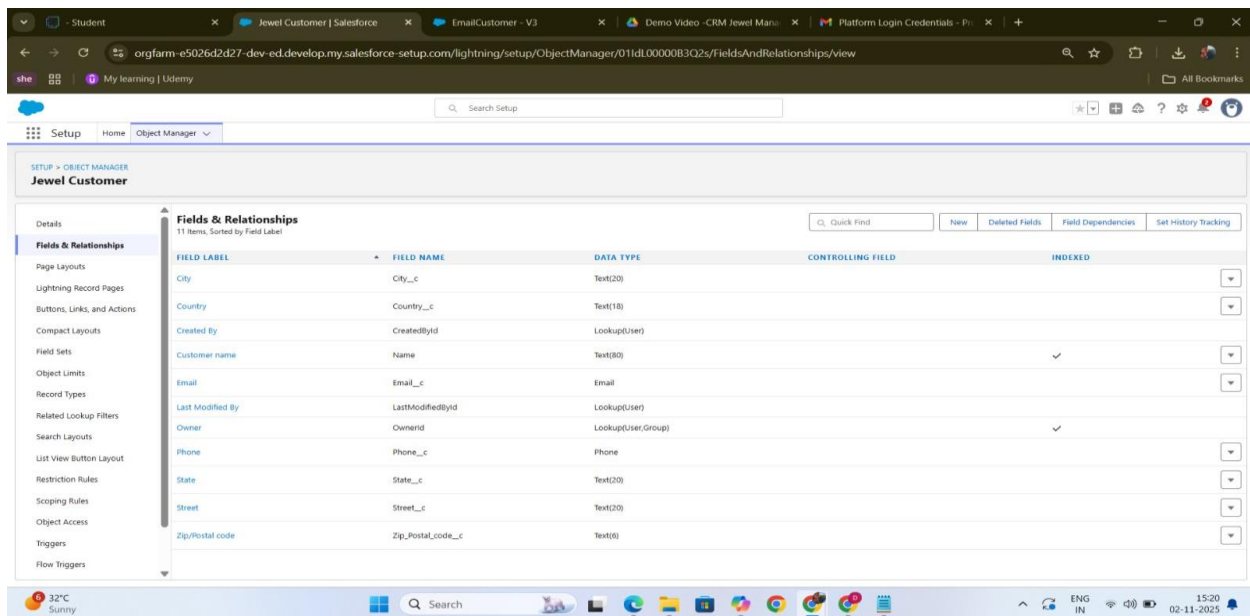 - Student
Jewel Customer | Salesforce
EmailCustomer - V3
Demo Video -CRM Jewel Mana
Platform Login Credentials - Pr
orgfarm-e5026d2d27-dev-ed.develop.my.salesforce-setup.com/lightning/setup/ObjectManager/01IdL00000B3Q2s/FieldsAndRelationships/view
she
My learning | Udemy
All Bookmarks
Search Setup
Setup Home Object Manager
SETUP > OBJECT MANAGER
Jewel Customer
Details
Fields & Relationships
Page Layouts
Lightning Record Pages
Buttons, Links, and Actions
Compact Layouts
Field Sets
Object Limits
Record Types
Related Lookup Filters
Search Layouts
List View Button Layout
Restriction Rules
Scoping Rules
Object Access
Triggers
Flow Triggers
Fields & Relationships
11 Items, Sorted by Field Label
Quick Find New Deleted Fields Field Dependencies Set History Tracking
FIELD LABEL FIELD NAME DATA TYPE CONTROLLING FIELD INDEXED
City City__c Text(20)
Country Country__c Text(18)
Created By CreatedById Lookup(User)
Customer name Name Text(80)
Email Email__c Email
Last Modified By LastModifiedById Lookup(User)
Owner OwnerId Lookup(User,Group)
Phone Phone__c Phone
State State__c Text(20)
Street Street__c Text(20)
Zip/Postal code Zip_Postal_code__c Text(6)
6 32°C
Sunny
Search
ENG
IN
15:20
02-11-2025